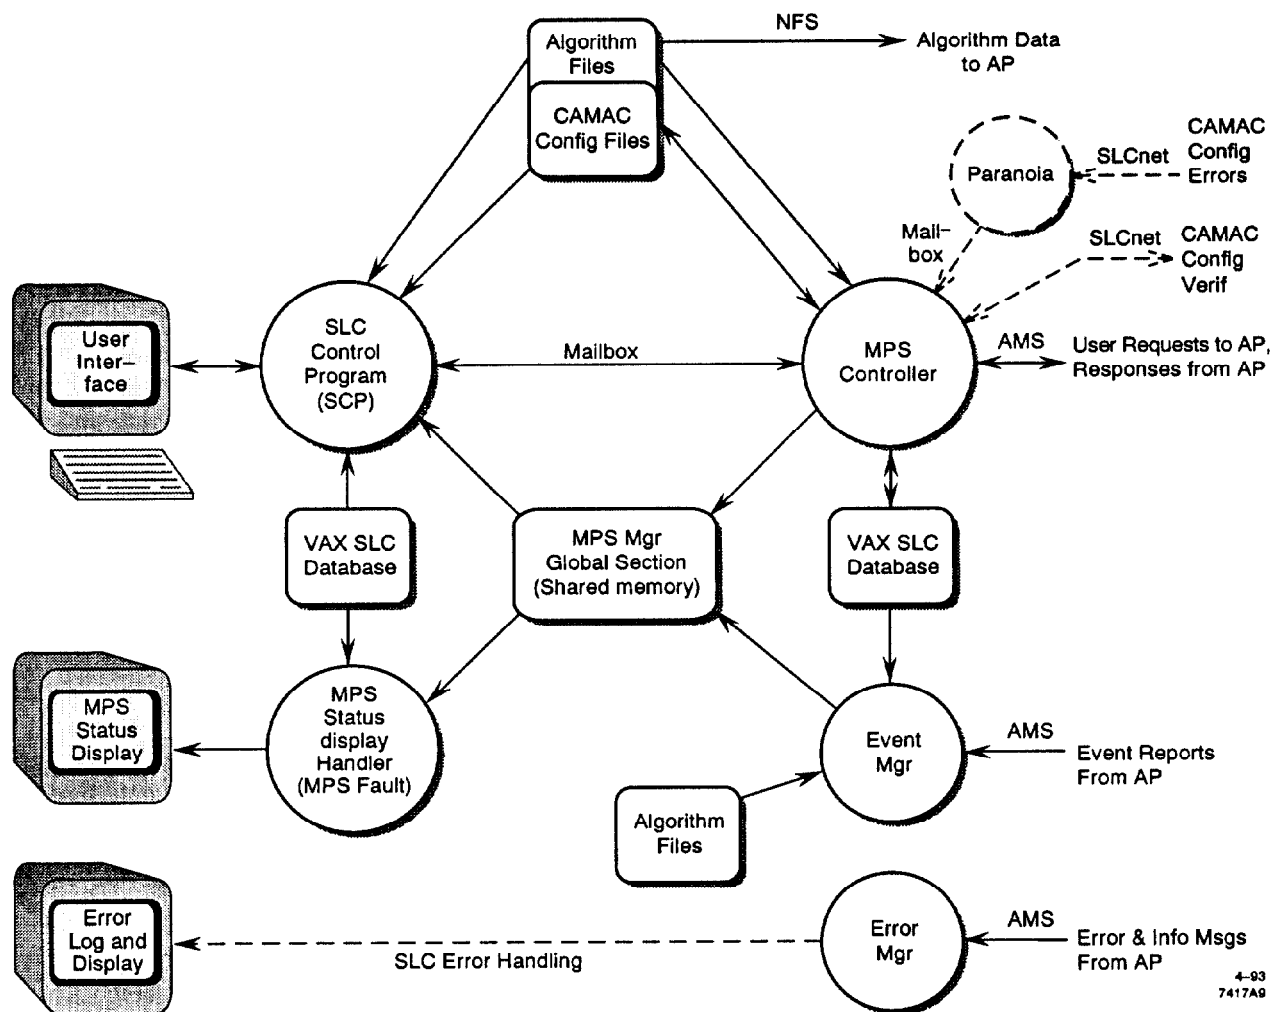 NFS
Algorithm
Files
Algorithm Data
to AP
CAMAC
Config Files
CAMAC
Config
Errors
SLCnet
Paranoia
Mail-
box
SLCnet
CAMAC
Config
Verif
User
Inter-
face
SLC
Control
Program
(SCP)
Mailbox
MPS
Controller
AMS
User Requests to AP,
Responses from AP
VAX SLC
Database
MPS Mgr
Global Section
(Shared memory)
VAX SLC
Database
MPS
Status
Display
MPS
Status
display
Handler
(MPS Fault)
Event
Mgr
AMS
Event Reports
From AP
Algorithm
Files
Error
Log and
Display
SLC Error Handling
Error
Mgr
AMS
Error & Info Msgs
From AP
4-93
7417A9